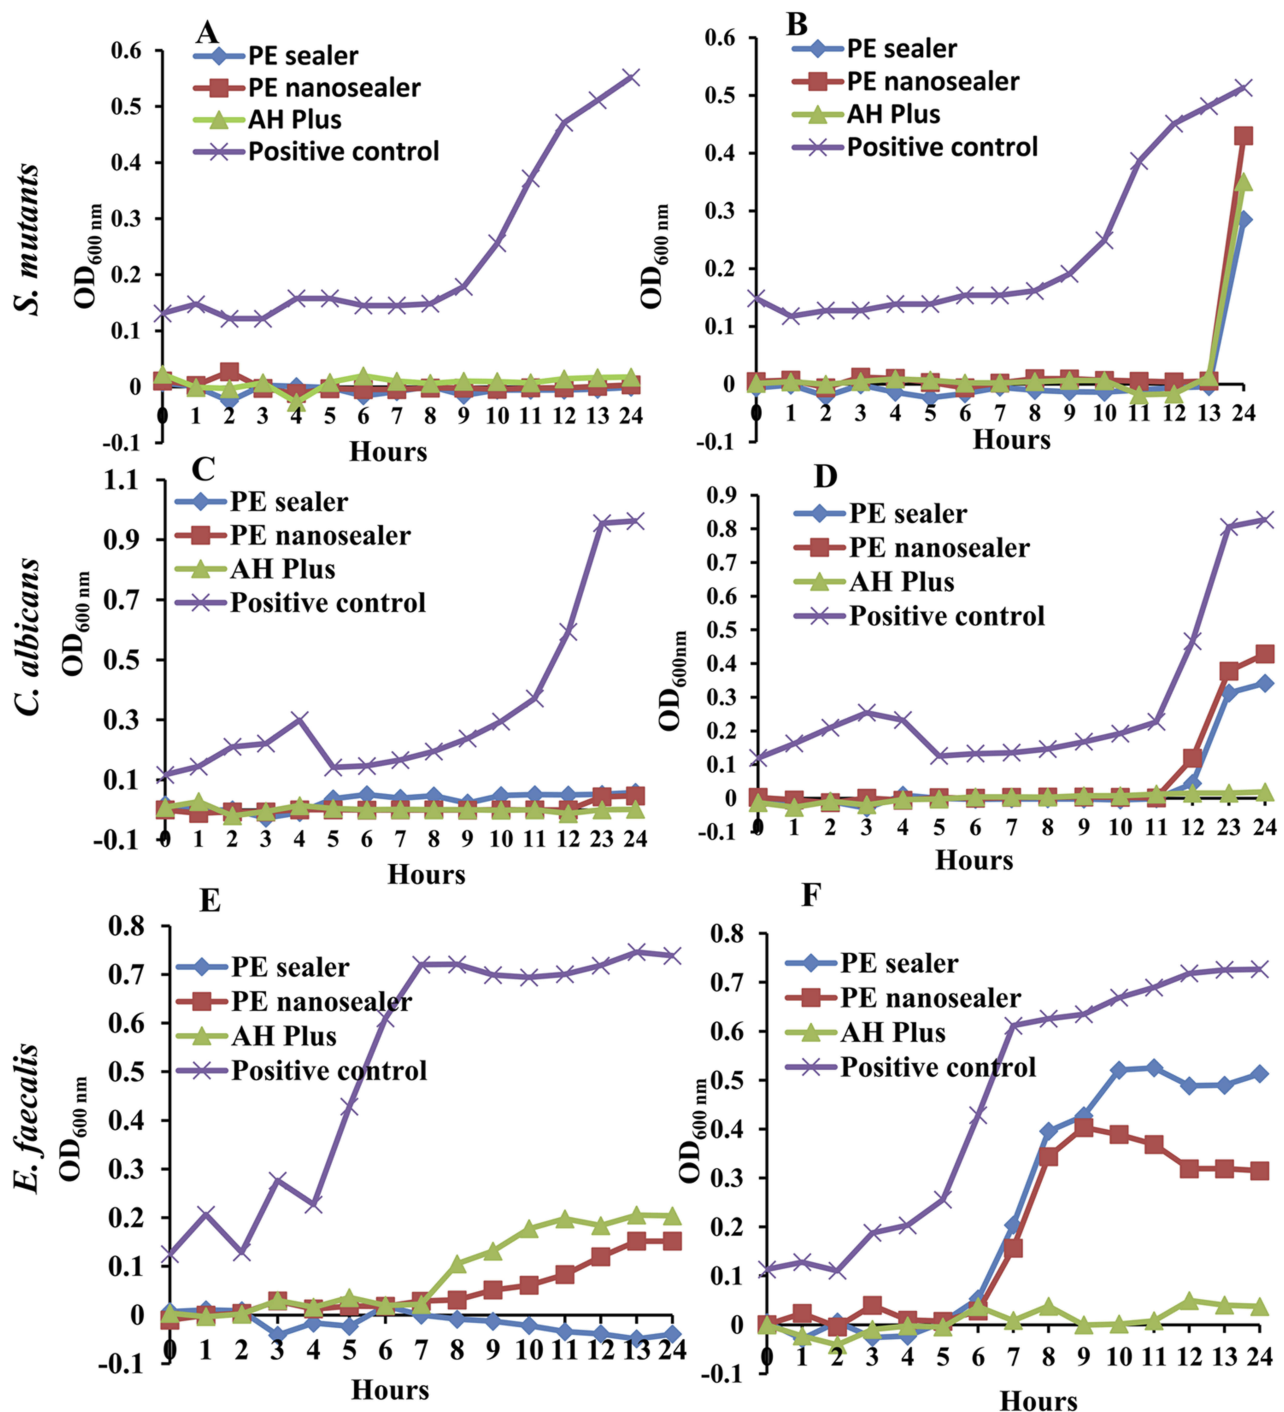 A
PE sealer
PE nanosealer
AH Plus
Positive control
0.6
0.5
0.4
0.3
0.2
0.1
0
-0.1
OD600 nm
S. mutants
0 1 2 3 4 5 6 7 8 9 10 11 12 13 24
Hours
B
PE sealer
PE nanosealer
AH Plus
Positive control
0.6
0.5
0.4
0.3
0.2
0.1
0
-0.1
OD600 nm
0 1 2 3 4 5 6 7 8 9 10 11 12 13 24
Hours
C
PE sealer
PE nanosealer
AH Plus
Positive control
1.1
0.9
0.7
0.5
0.3
0.1
-0.1
OD600 nm
C. albicans
0 1 2 3 4 5 6 7 8 9 10 11 12 23 24
Hours
D
PE sealer
PE nanosealer
AH Plus
Positive control
0.9
0.8
0.7
0.6
0.5
0.4
0.3
0.2
0.1
0
-0.1
OD600nm
0 1 2 3 4 5 6 7 8 9 10 11 12 23 24
Hours
E
PE sealer
PE nanosealer
AH Plus
Positive control
0.8
0.7
0.6
0.5
0.4
0.3
0.2
0.1
0
-0.1
OD600 nm
E. faecalis
0 1 2 3 4 5 6 7 8 9 10 11 12 13 24
Hours
F
PE sealer
PE nanosealer
AH Plus
Positive control
0.8
0.7
0.6
0.5
0.4
0.3
0.2
0.1
0
-0.1
OD600 nm
0 1 2 3 4 5 6 7 8 9 10 11 12 13 24
Hours